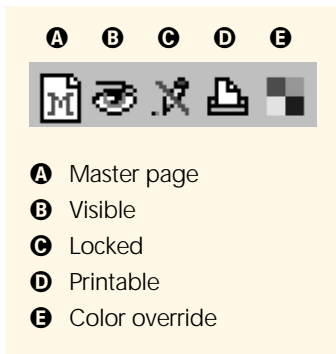 A B C D E
M
A Master page
B Visible
C Locked
D Printable
E Color override